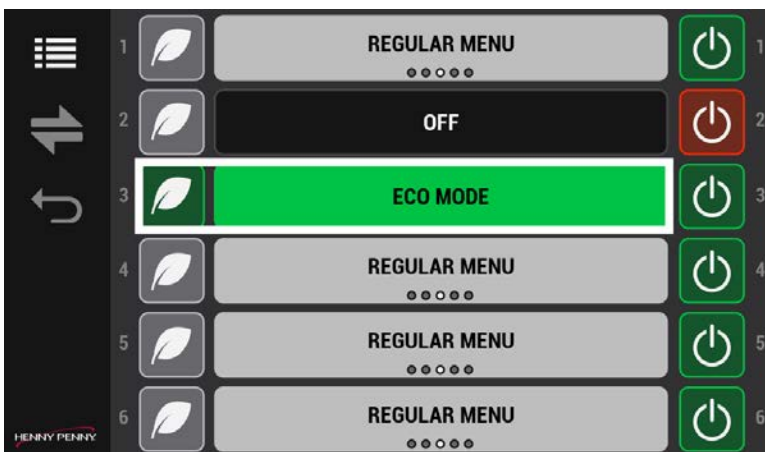 1 REGULAR MENU 1
2 OFF 2
3 ECO MODE 3
4 REGULAR MENU 4
5 REGULAR MENU 5
6 REGULAR MENU 6
HENNY PENNY